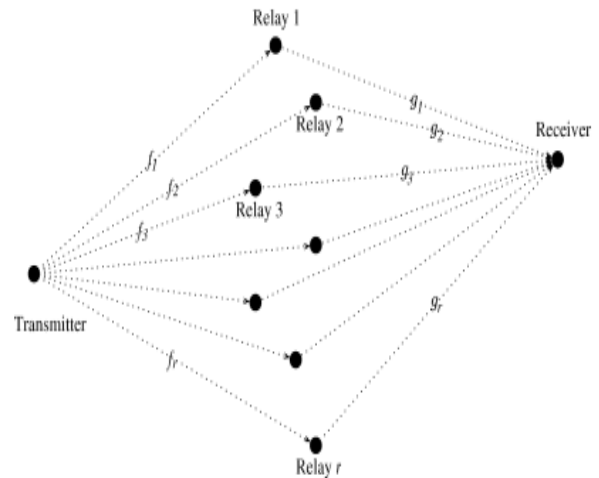 Relay 1
g1
Relay 2
g2
Receiver
f1
f2
g3
Relay 3
f3
Transmitter
gr
fr
Relay r